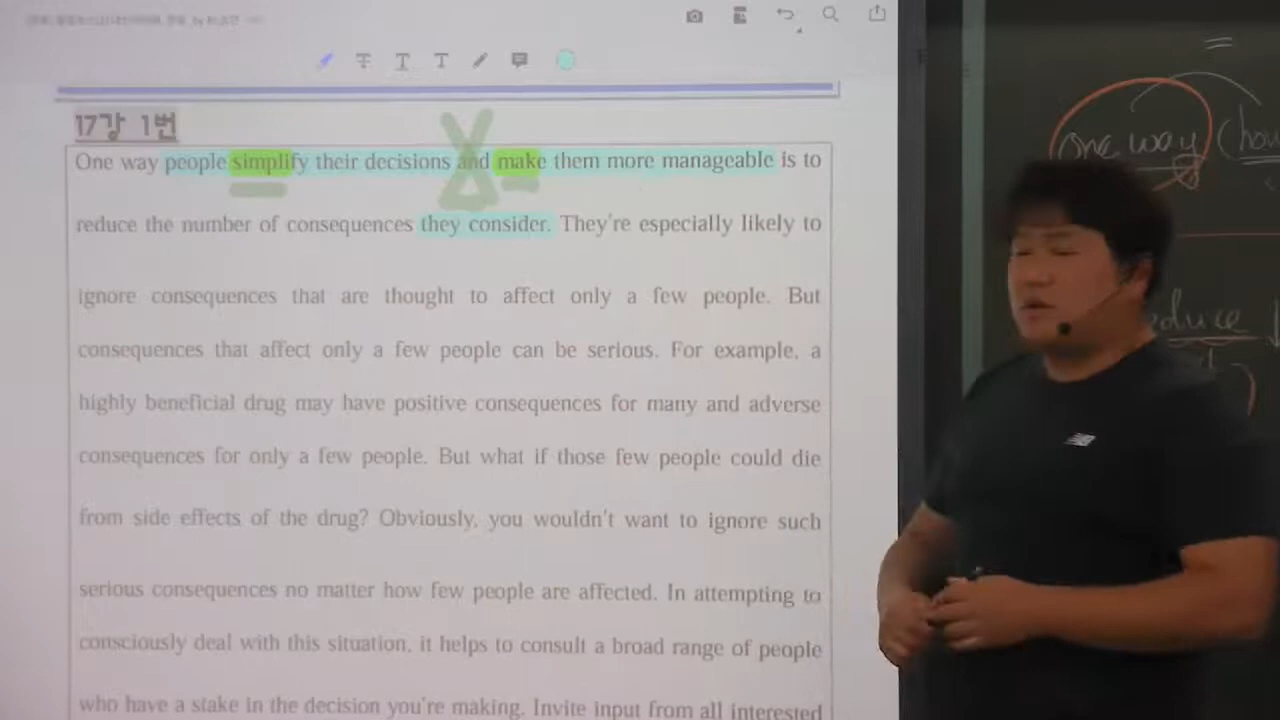 17강 1번
One way people simplify their decisions and make them more manageable is to
reduce the number of consequences they consider. They're especially likely to
ignore consequences that are thought to affect only a few people. But
consequences that affect only a few people can be serious. For example, a
highly beneficial drug may have positive consequences for many and adverse
consequences for only a few people. But what if those few people could die
from side effects of the drug? Obviously, you wouldn't want to ignore such
serious consequences no matter how few people are affected. In attempting to
consciously deal with this situation, it helps to consult a broad range of people
who have a stake in the decision you're making. Invite input from all interested
one way (how
educe ↓